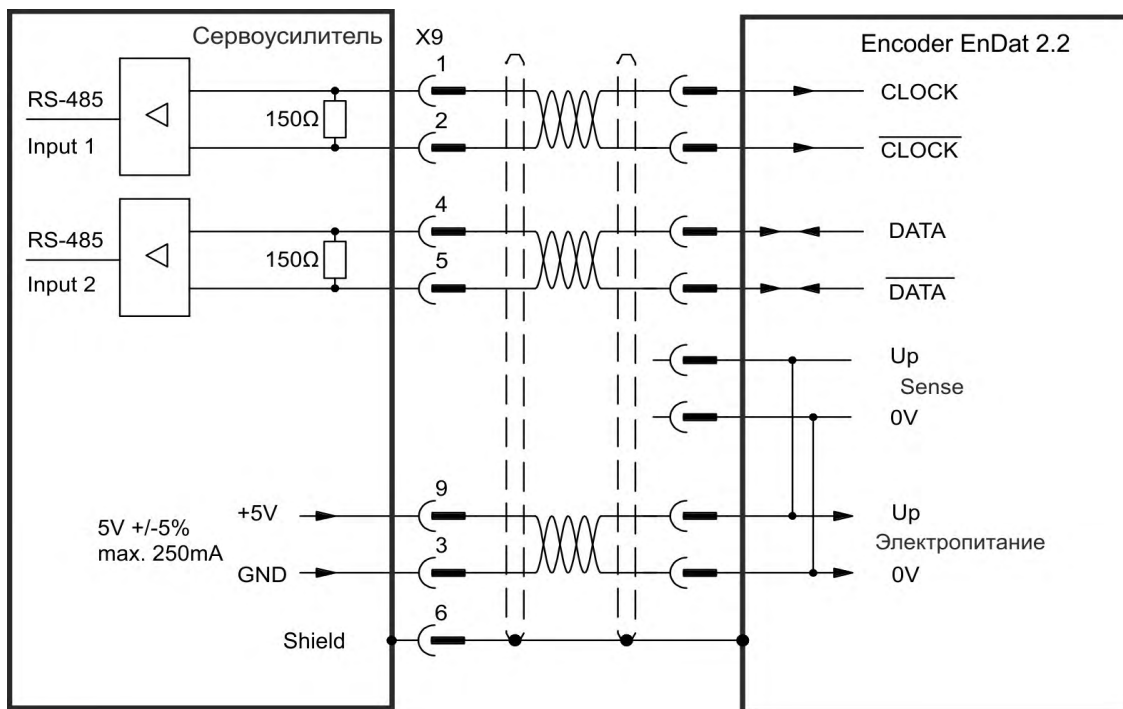 Сервоусилитель
X9
Encoder EnDat 2.2
RS-485
Input 1
150Ω
1
2
CLOCK
CLOCK
RS-485
Input 2
150Ω
4
5
DATA
DATA
Up
Sense
0V
5V +/-5%
max. 250mA
+5V
GND
9
3
Up
Электропитание
0V
Shield
6